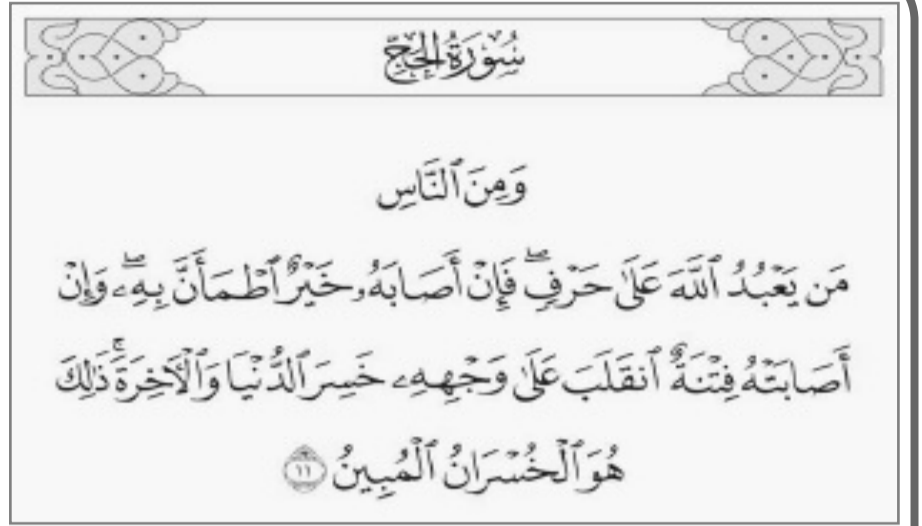 سُورَةُ الحَجِّ
وَمِنَ ٱلنَّاسِ
مَن يَعۡبُدُ ٱللَّهَ عَلَىٰ حَرۡفٖۖ فَإِنۡ أَصَابَهُۥ خَيۡرٌ ٱطۡمَأَنَّ بِهِۦۖ وَإِنۡ
أَصَابَتۡهُ فِتۡنَةٌ ٱنقَلَبَ عَلَىٰ وَجۡهِهِۦ خَسِرَ ٱلدُّنۡيَا وَٱلۡأٓخِرَةَۚ ذَٰلِكَ
هُوَ ٱلۡخُسۡرَانُ ٱلۡمُبِينُ ١١